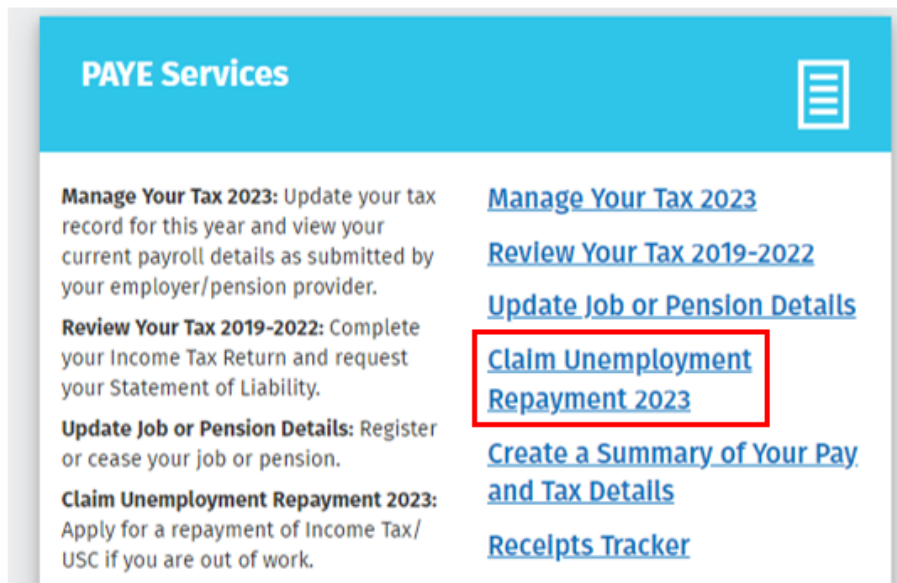 PAYE Services
Manage Your Tax 2023: Update your tax
record for this year and view your
current payroll details as submitted by
your employer/pension provider.
Review Your Tax 2019-2022: Complete
your Income Tax Return and request
your Statement of Liability.
Update Job or Pension Details: Register
or cease your job or pension.
Claim Unemployment Repayment 2023:
Apply for a repayment of Income Tax/
USC if you are out of work.
Manage Your Tax 2023
Review Your Tax 2019-2022
Update Job or Pension Details
Claim Unemployment
Repayment 2023
Create a Summary of Your Pay
and Tax Details
Receipts Tracker